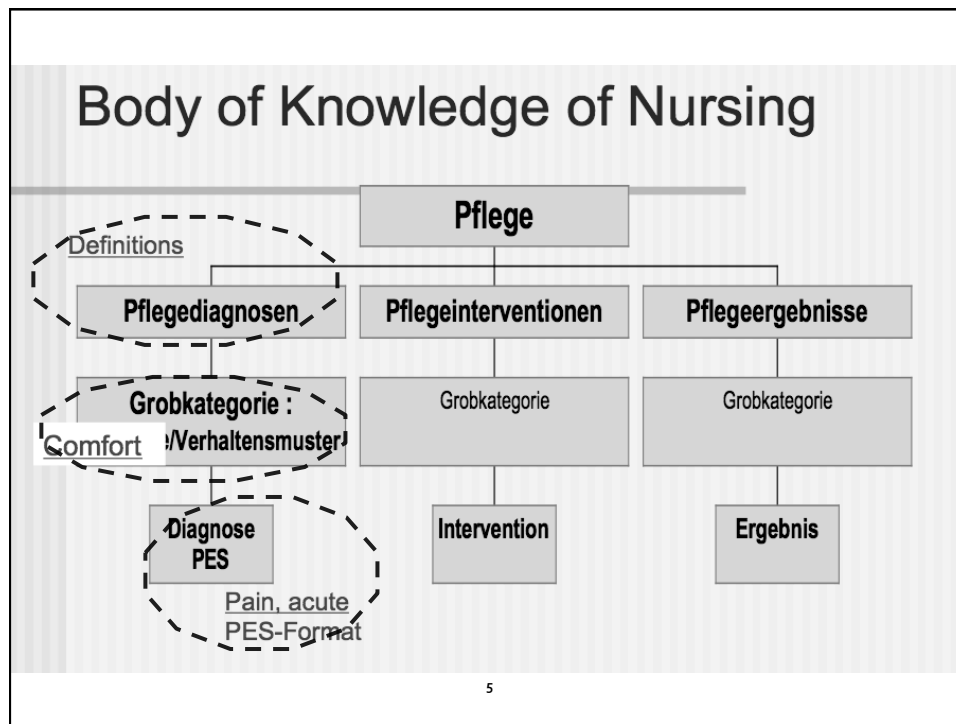 Body of Knowledge of Nursing
Pflege
Definitions
Pflegediagnosen
Pflegeinterventionen
Pflegeergebnisse
Grobkategorie :
Comfort
e/Verhaltensmuster
Grobkategorie
Grobkategorie
Diagnose
PES
Intervention
Ergebnis
Pain, acute
PES-Format
5